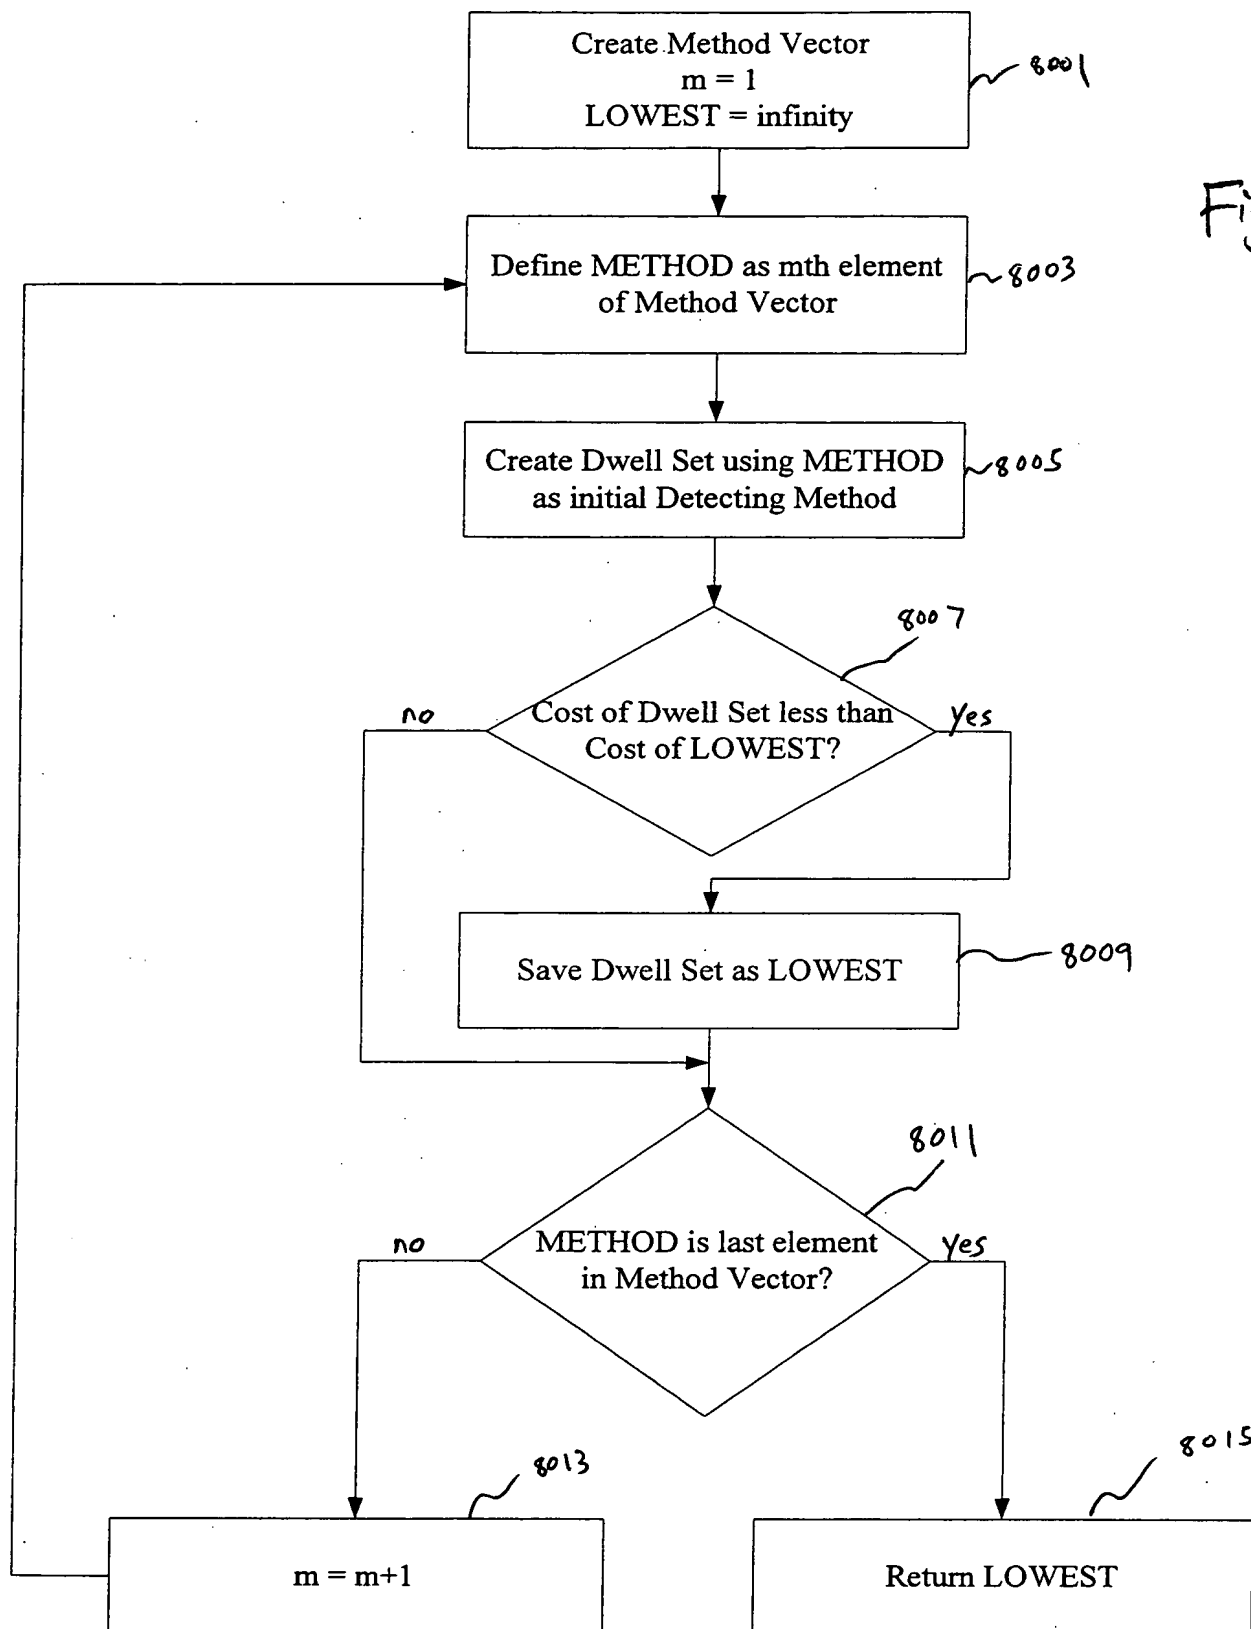 Create Method Vector
m = 1
LOWEST = infinity
8001
Define METHOD as mth element
of Method Vector
8003
Create Dwell Set using METHOD
as initial Detecting Method
8005
8007
no
Cost of Dwell Set less than
Cost of LOWEST?
Yes
Save Dwell Set as LOWEST
8009
8011
no
METHOD is last element
in Method Vector?
Yes
8013
8015
m = m+1
Return LOWEST